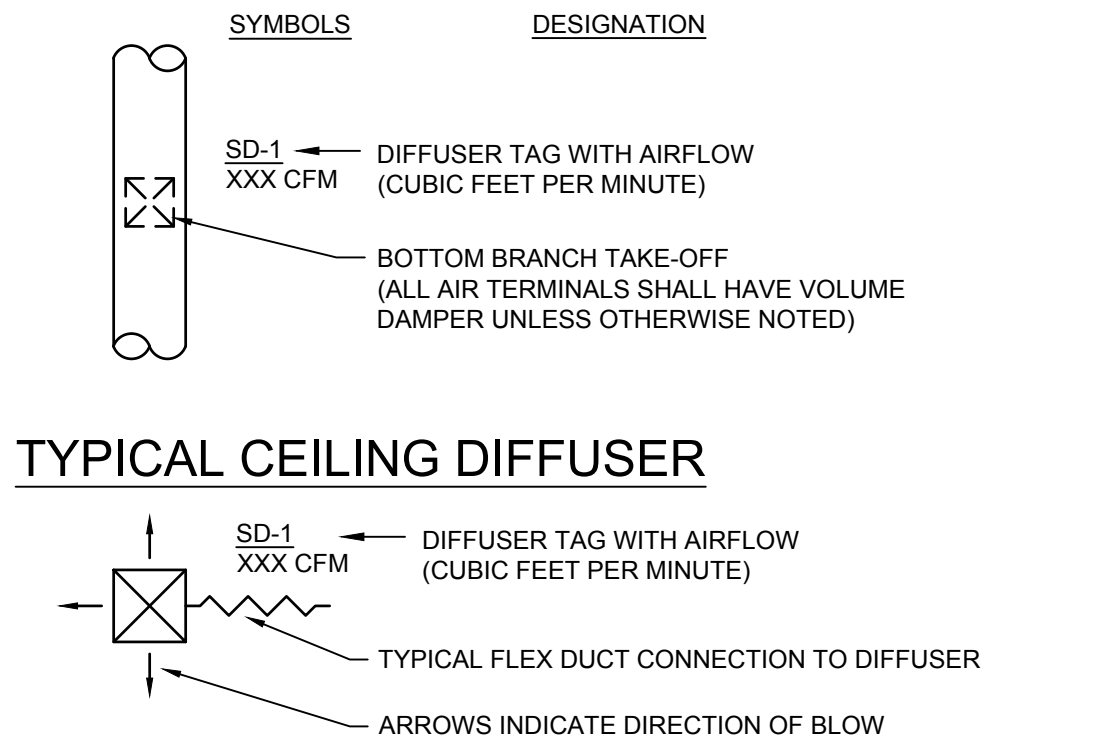 SYMBOLS
DESIGNATION
SD-1
XXX CFM
DIFFUSER TAG WITH AIRFLOW
(CUBIC FEET PER MINUTE)
BOTTOM BRANCH TAKE-OFF
(ALL AIR TERMINALS SHALL HAVE VOLUME
DAMPER UNLESS OTHERWISE NOTED)
TYPICAL CEILING DIFFUSER
SD-1
XXX CFM
DIFFUSER TAG WITH AIRFLOW
(CUBIC FEET PER MINUTE)
TYPICAL FLEX DUCT CONNECTION TO DIFFUSER
ARROWS INDICATE DIRECTION OF BLOW